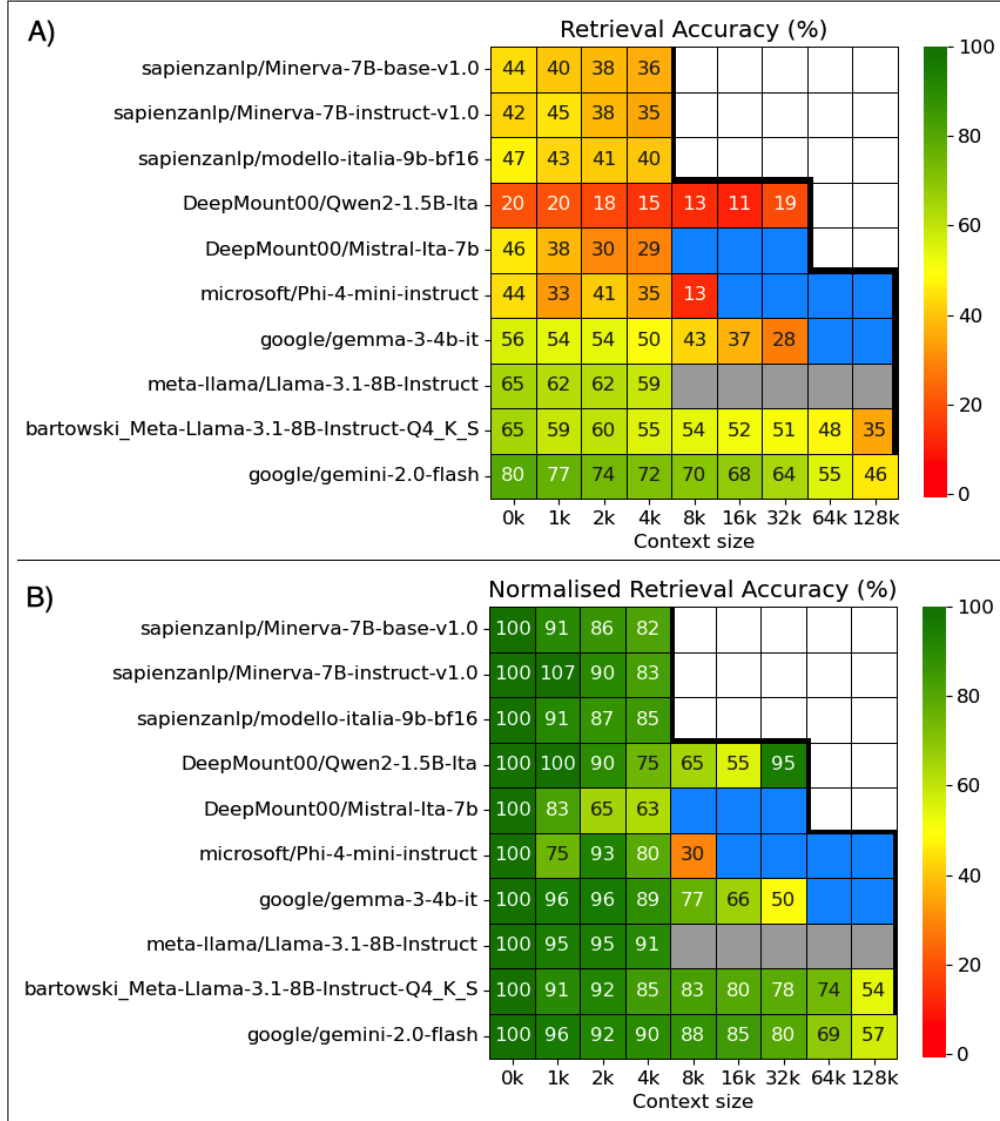 A)
Retrieval Accuracy (%)
sapienzanlp/Minerva-7B-base-v1.0 44 40 38 36
sapienzanlp/Minerva-7B-instruct-v1.0 42 45 38 35
sapienzanlp/modello-italia-9b-bf16 47 43 41 40
DeepMount00/Qwen2-1.5B-Ita 20 20 18 15 13 11 19
DeepMount00/Mistral-Ita-7b 46 38 30 29
microsoft/Phi-4-mini-instruct 44 33 41 35 13
google/gemma-3-4b-it 56 54 54 50 43 37 28
meta-llama/Llama-3.1-8B-Instruct 65 62 62 59
bartowski_Meta-Llama-3.1-8B-Instruct-Q4_K_S 65 59 60 55 54 52 51 48 35
google/gemini-2.0-flash 80 77 74 72 70 68 64 55 46
0k 1k 2k 4k 8k 16k 32k 64k 128k
Context size
100
80
60
40
20
0
B)
Normalised Retrieval Accuracy (%)
sapienzanlp/Minerva-7B-base-v1.0 100 91 86 82
sapienzanlp/Minerva-7B-instruct-v1.0 100 107 90 83
sapienzanlp/modello-italia-9b-bf16 100 91 87 85
DeepMount00/Qwen2-1.5B-Ita 100 100 90 75 65 55 95
DeepMount00/Mistral-Ita-7b 100 83 65 63
microsoft/Phi-4-mini-instruct 100 75 93 80 30
google/gemma-3-4b-it 100 96 96 89 77 66 50
meta-llama/Llama-3.1-8B-Instruct 100 95 95 91
bartowski_Meta-Llama-3.1-8B-Instruct-Q4_K_S 100 91 92 85 83 80 78 74 54
google/gemini-2.0-flash 100 96 92 90 88 85 80 69 57
0k 1k 2k 4k 8k 16k 32k 64k 128k
Context size
100
80
60
40
20
0